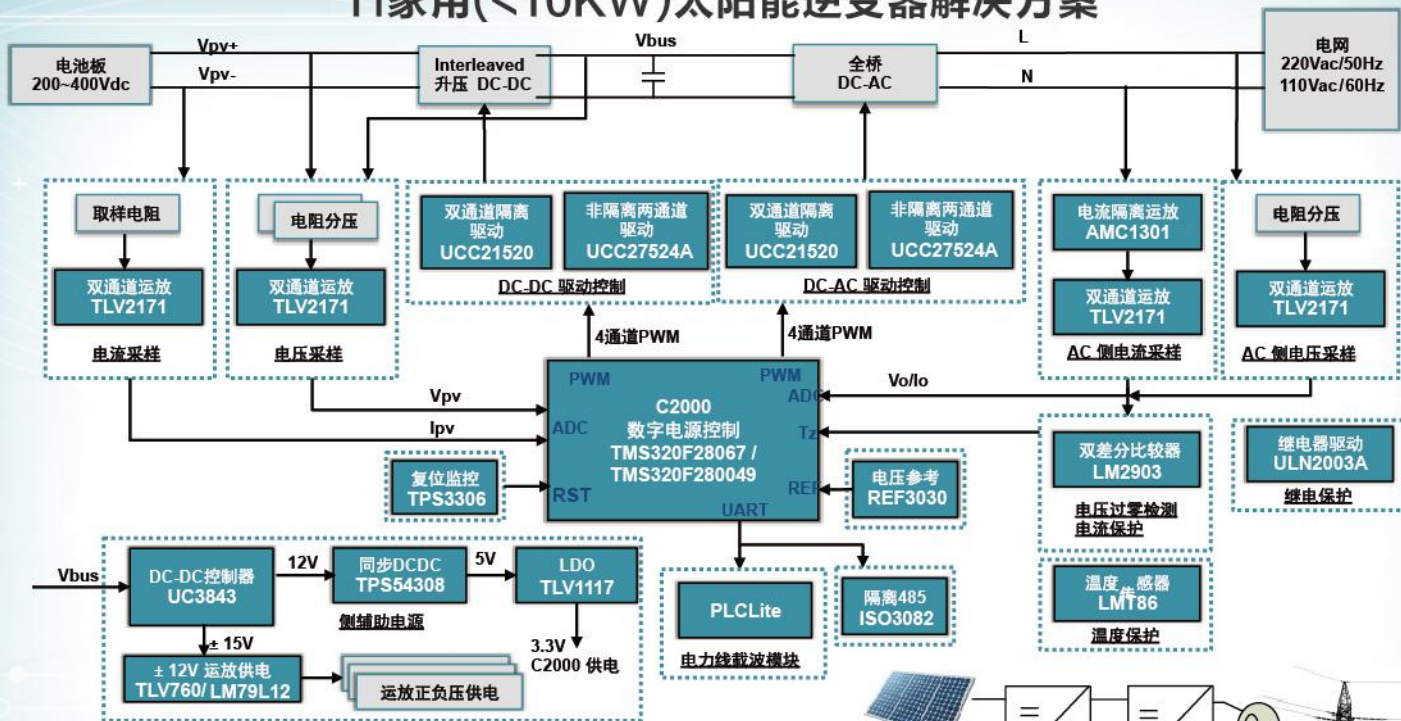 TI家用(<10KW)太阳能逆变器解决方案
电池板
200~400Vdc
Vpv+
Vpv-
Interleaved
升压 DC-DC
Vbus
全桥
DC-AC
L
N
电网
220Vac/50Hz
110Vac/60Hz
取样电阻
双通道运放
TLV2171
电流采样
电阻分压
双通道运放
TLV2171
电压采样
双通道隔离
驱动
UCC21520
非隔离两通道
驱动
UCC27524A
DC-DC 驱动控制
双通道隔离
驱动
UCC21520
非隔离两通道
驱动
UCC27524A
DC-AC 驱动控制
电流隔离运放
AMC1301
双通道运放
TLV2171
AC 侧电流采样
电阻分压
双通道运放
TLV2171
AC 侧电压采样
4通道PWM
4通道PWM
Vpv
Ipv
PWM
PWM
ADC
ADC
Tz
RST
REF
UART
C2000
数字电源控制
TMS320F28067 /
TMS320F280049
Vo/Io
复位监控
TPS3306
电压参考
REF3030
双差分比较器
LM2903
电压过零检测
电流保护
继电器驱动
ULN2003A
继电保护
Vbus
DC-DC控制器
UC3843
12V
同步DCDC
TPS54308
5V
LDO
TLV1117
侧辅助电源
± 15V
± 12V 运放供电
TLV760/ LM79L12
运放正负压供电
3.3V
C2000 供电
PLCLite
电力线载波模块
隔离485
ISO3082
温度传感器
LMT86
温度保护